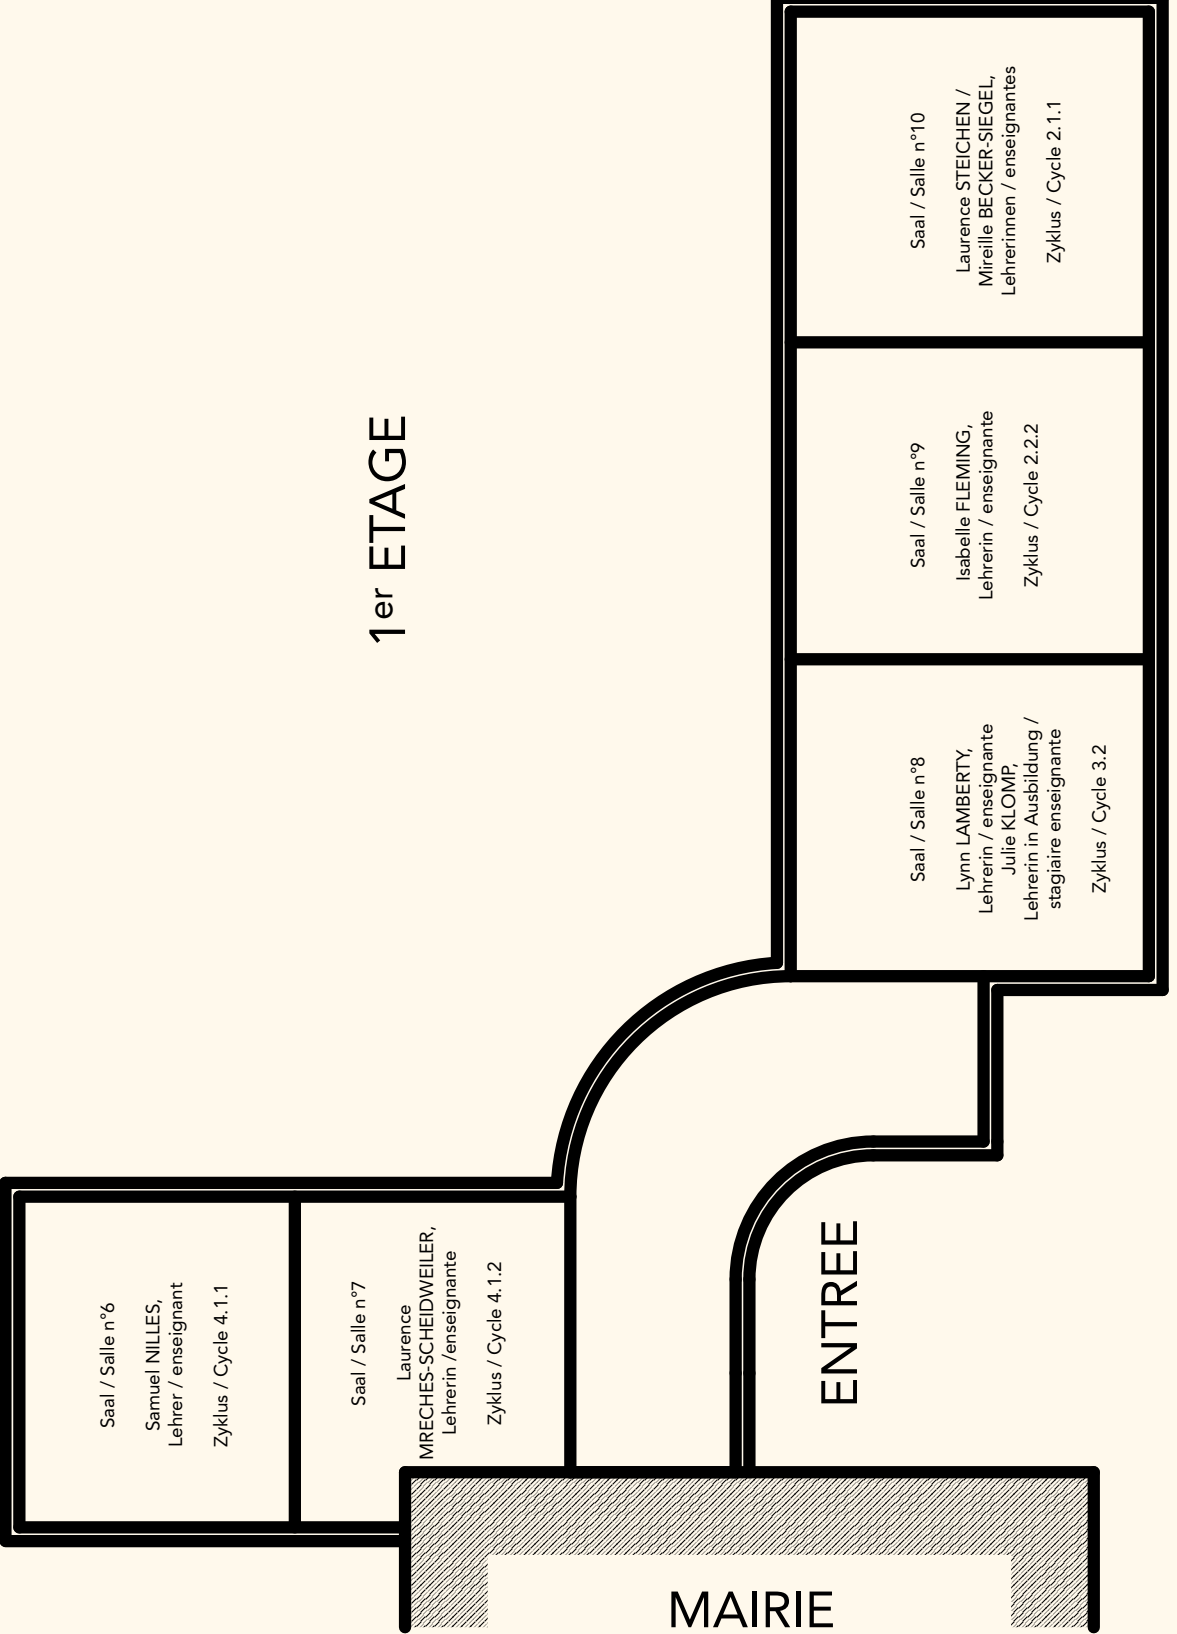 1er ETAGE
Saal / Salle n°6
Samuel NILLES,
Lehrer / enseignant
Zyklus / Cycle 4.1.1
Saal / Salle n°7
Laurence
MRECHES-SCHEIDWEILER,
Lehrerin /enseignante
Zyklus / Cycle 4.1.2
Saal / Salle n°8
Lynn LAMBERTY,
Lehrerin / enseignante
Julie KLOMP,
Lehrerin in Ausbildung /
stagiaire enseignante
Zyklus / Cycle 3.2
Saal / Salle n°9
Isabelle FLEMING,
Lehrerin / enseignante
Zyklus / Cycle 2.2.2
Saal / Salle n°10
Laurence STEICHEN /
Mireille BECKER-SIEGEL,
Lehrerinnen / enseignantes
Zyklus / Cycle 2.1.1
ENTREE
MAIRIE